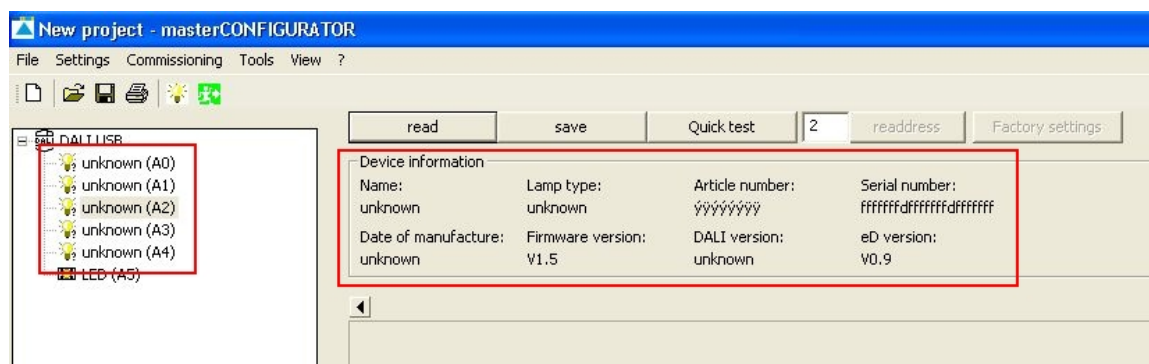 New project - masterCONFIGURATOR
File Settings Commissioning Tools View ?
read save Quick test 2 readdress Factory settings
DALI USB
unknown (A0)
unknown (A1)
unknown (A2)
unknown (A3)
unknown (A4)
LED (A5)
Device information
Name: Lamp type: Article number: Serial number:
unknown unknown ýÿýÿýÿýÿ fffffffdfffffffdfffffff
Date of manufacture: Firmware version: DALI version: eD version:
unknown V1.5 unknown V0.9